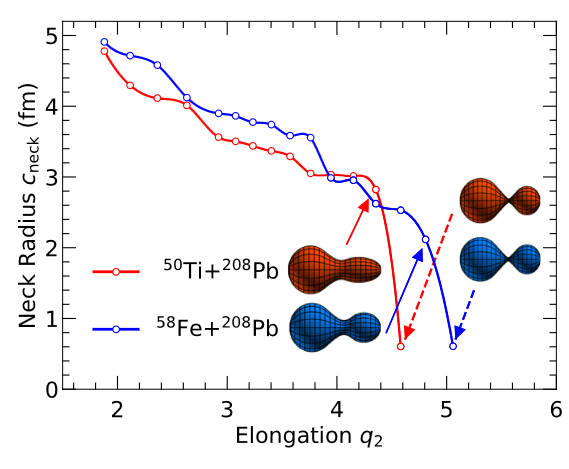 5
4
3
2
1
0
Neck Radius c_neck (fm)
⁵⁰Ti+²⁰⁸Pb
⁵⁸Fe+²⁰⁸Pb
2 3 4 5 6
Elongation q₂